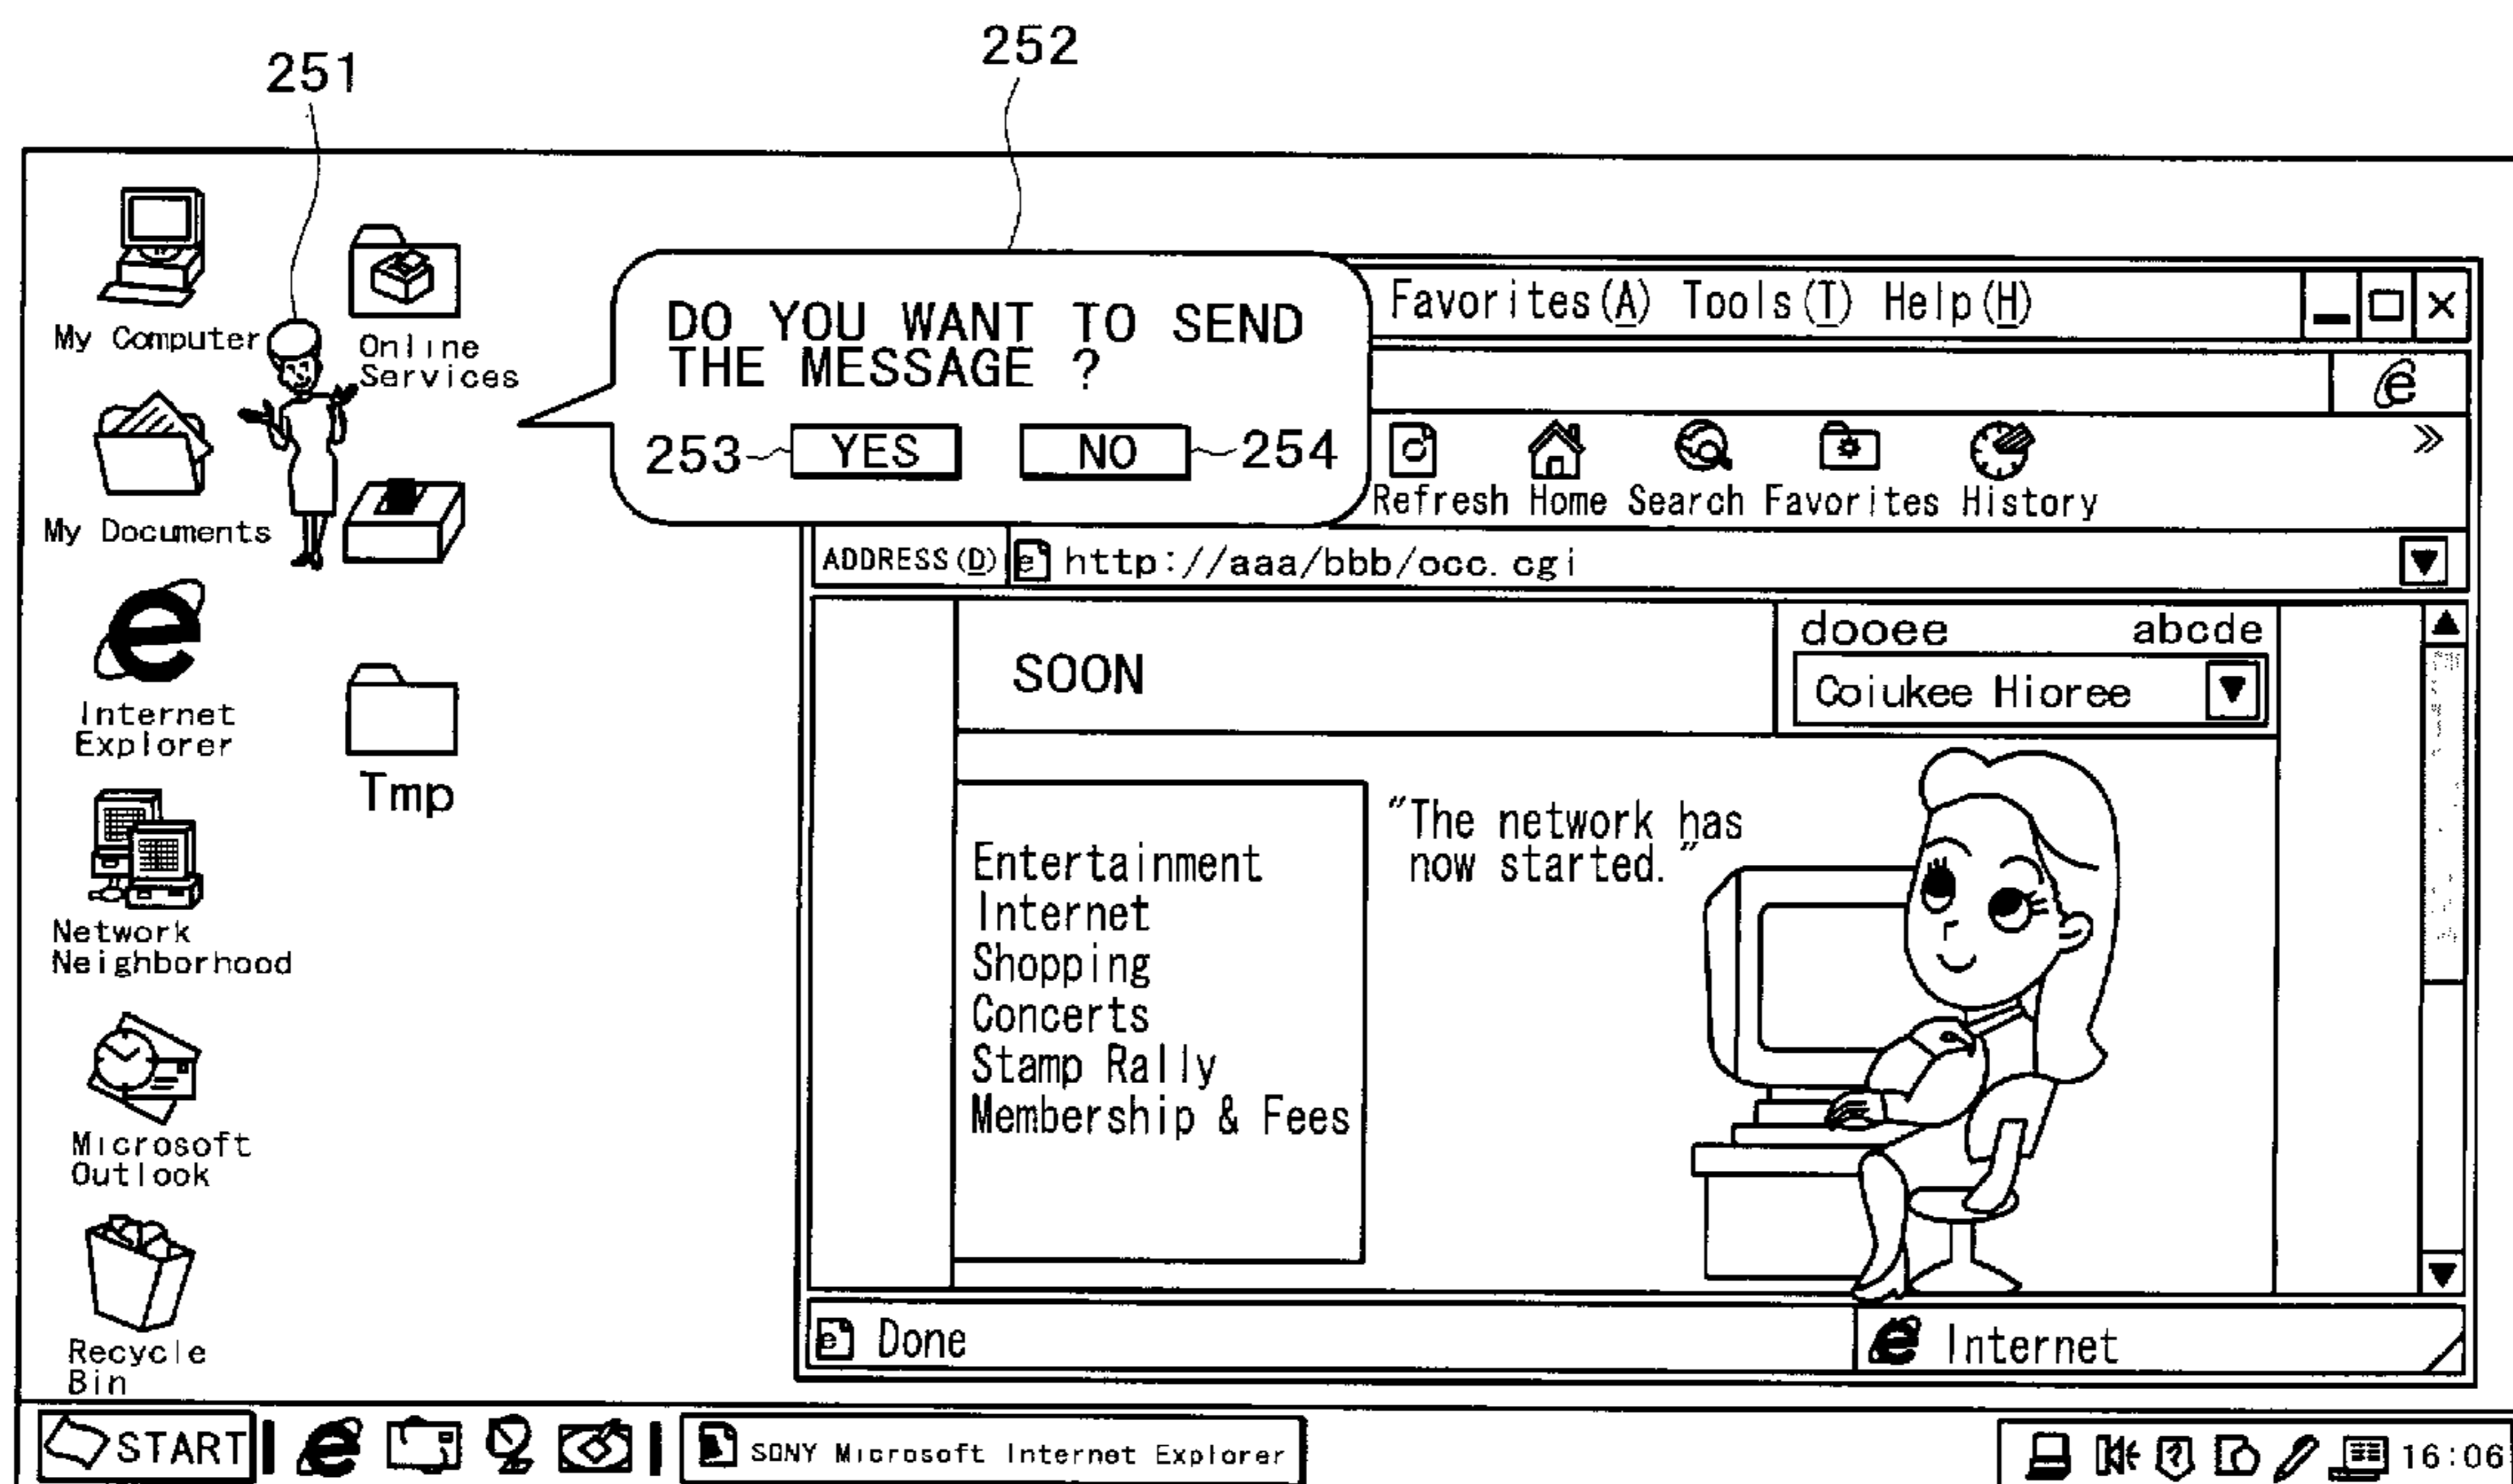 251
252
My Computer
Online
Services
My Documents
Internet
Explorer
Tmp
Network
Neighborhood
Microsoft
Outlook
Recycle
Bin
DO YOU WANT TO SEND
THE MESSAGE ?
253 YES NO 254
Favorites(A) Tools(T) Help(H)
Refresh Home Search Favorites History
ADDRESS(D) http://aaa/bbb/occ.cgi
SOON
dooee abcde
Coiukee Hioree
"The network has
now started."
Entertainment
Internet
Shopping
Concerts
Stamp Rally
Membership & Fees
Done
Internet
START
SONY Microsoft Internet Explorer
16:06